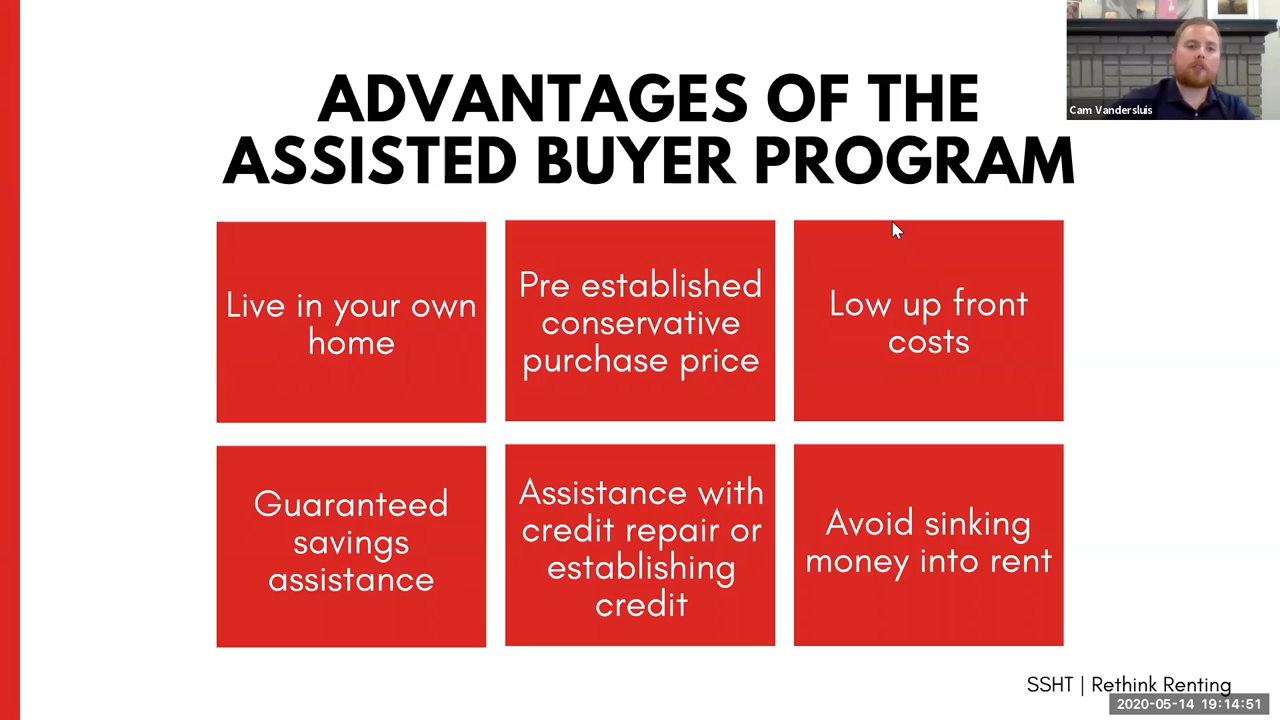 Cam Vandersluis
ADVANTAGES OF THE
ASSISTED BUYER PROGRAM
Live in your own
home
Pre established
conservative
purchase price
Low up front
costs
Guaranteed
savings
assistance
Assistance with
credit repair or
establishing
credit
Avoid sinking
money into rent
SSHT | Rethink Renting
2020-05-14 19:14:51